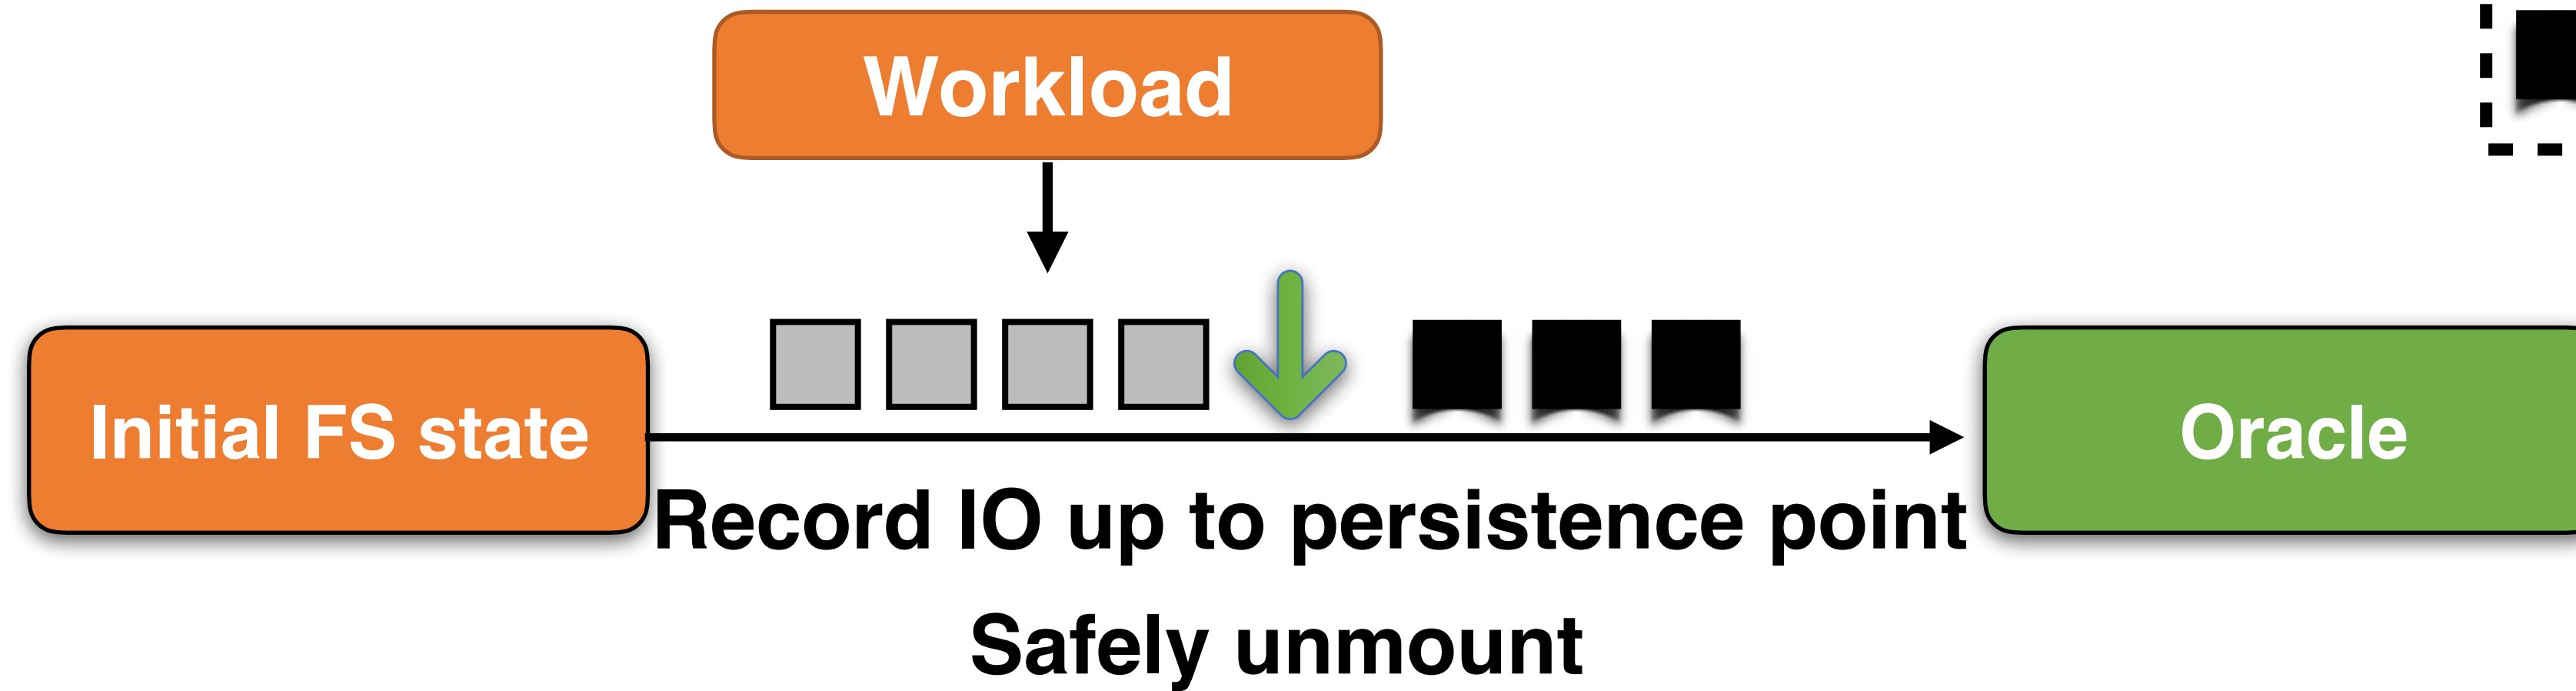 Workload
Initial FS state
Oracle
Record IO up to persistence point
Safely unmount